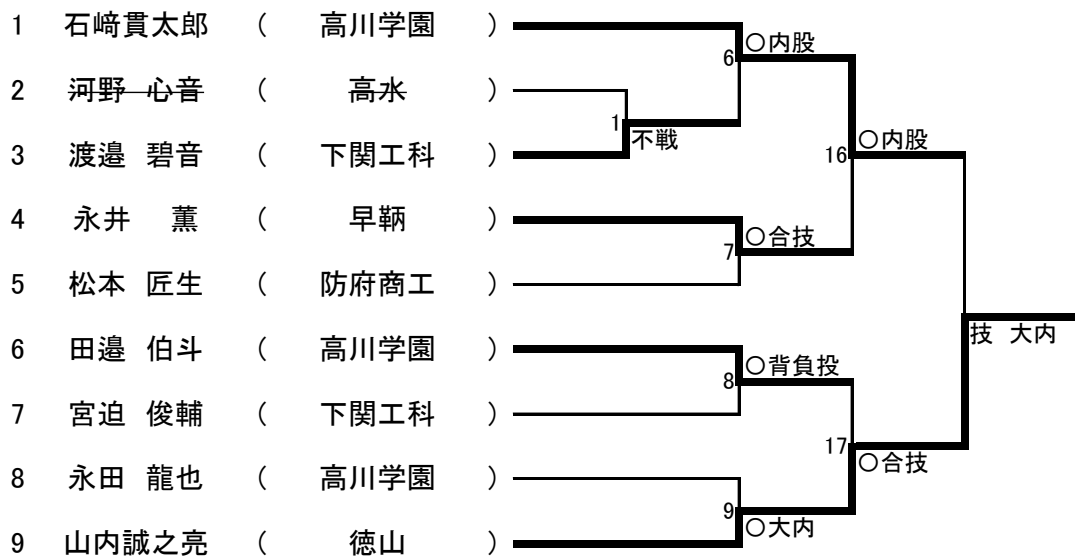 1 石﨑貫太郎 ( 高川学園 )
○内股
6
2 河野 心音 ( 高水 )
1
不戦
3 渡邉 碧音 ( 下関工科 )
16
○内股
4 永井 薫 ( 早鞆 )
○合技
7
5 松本 匠生 ( 防府商工 )
技 大内
6 田邉 伯斗 ( 高川学園 )
○背負投
8
7 宮迫 俊輔 ( 下関工科 )
17
○合技
8 永田 龍也 ( 高川学園 )
9
○大内
9 山内誠之亮 ( 徳山 )